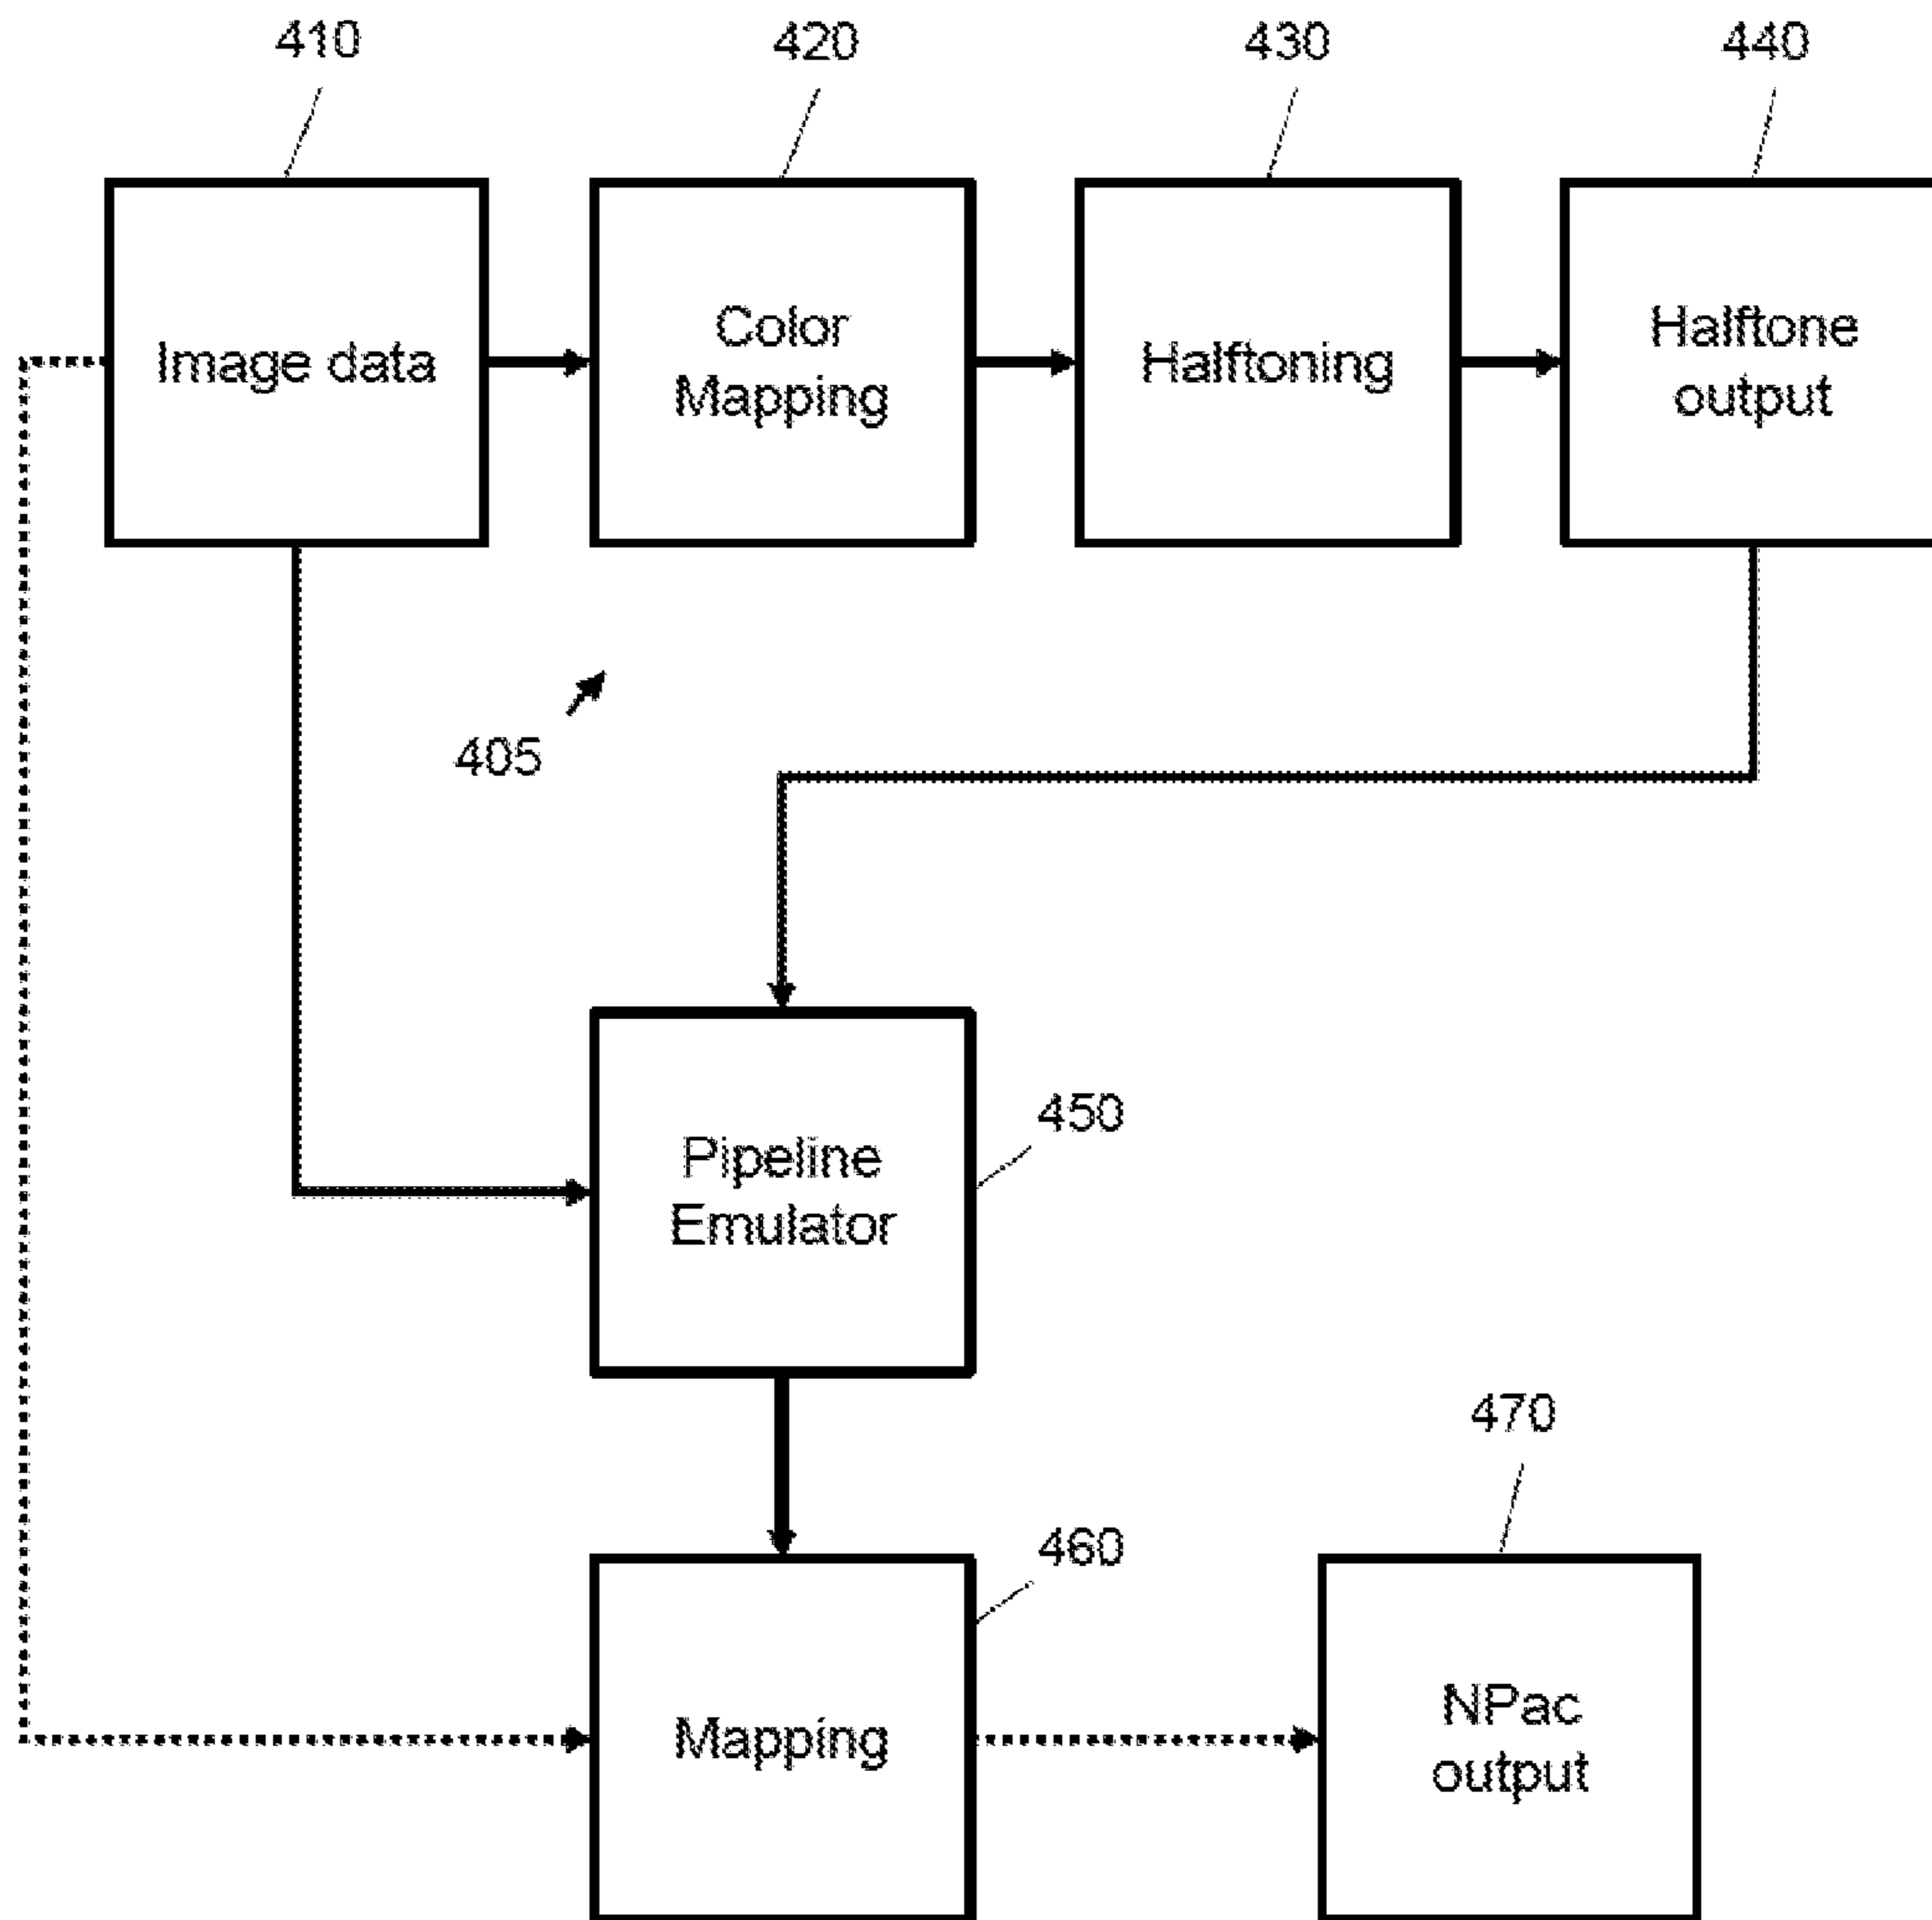 410
420
430
440
Image data
Color
Mapping
Halftoning
Halftone
output
405
Pipeline
Emulator
450
460
470
Mapping
NPac
output